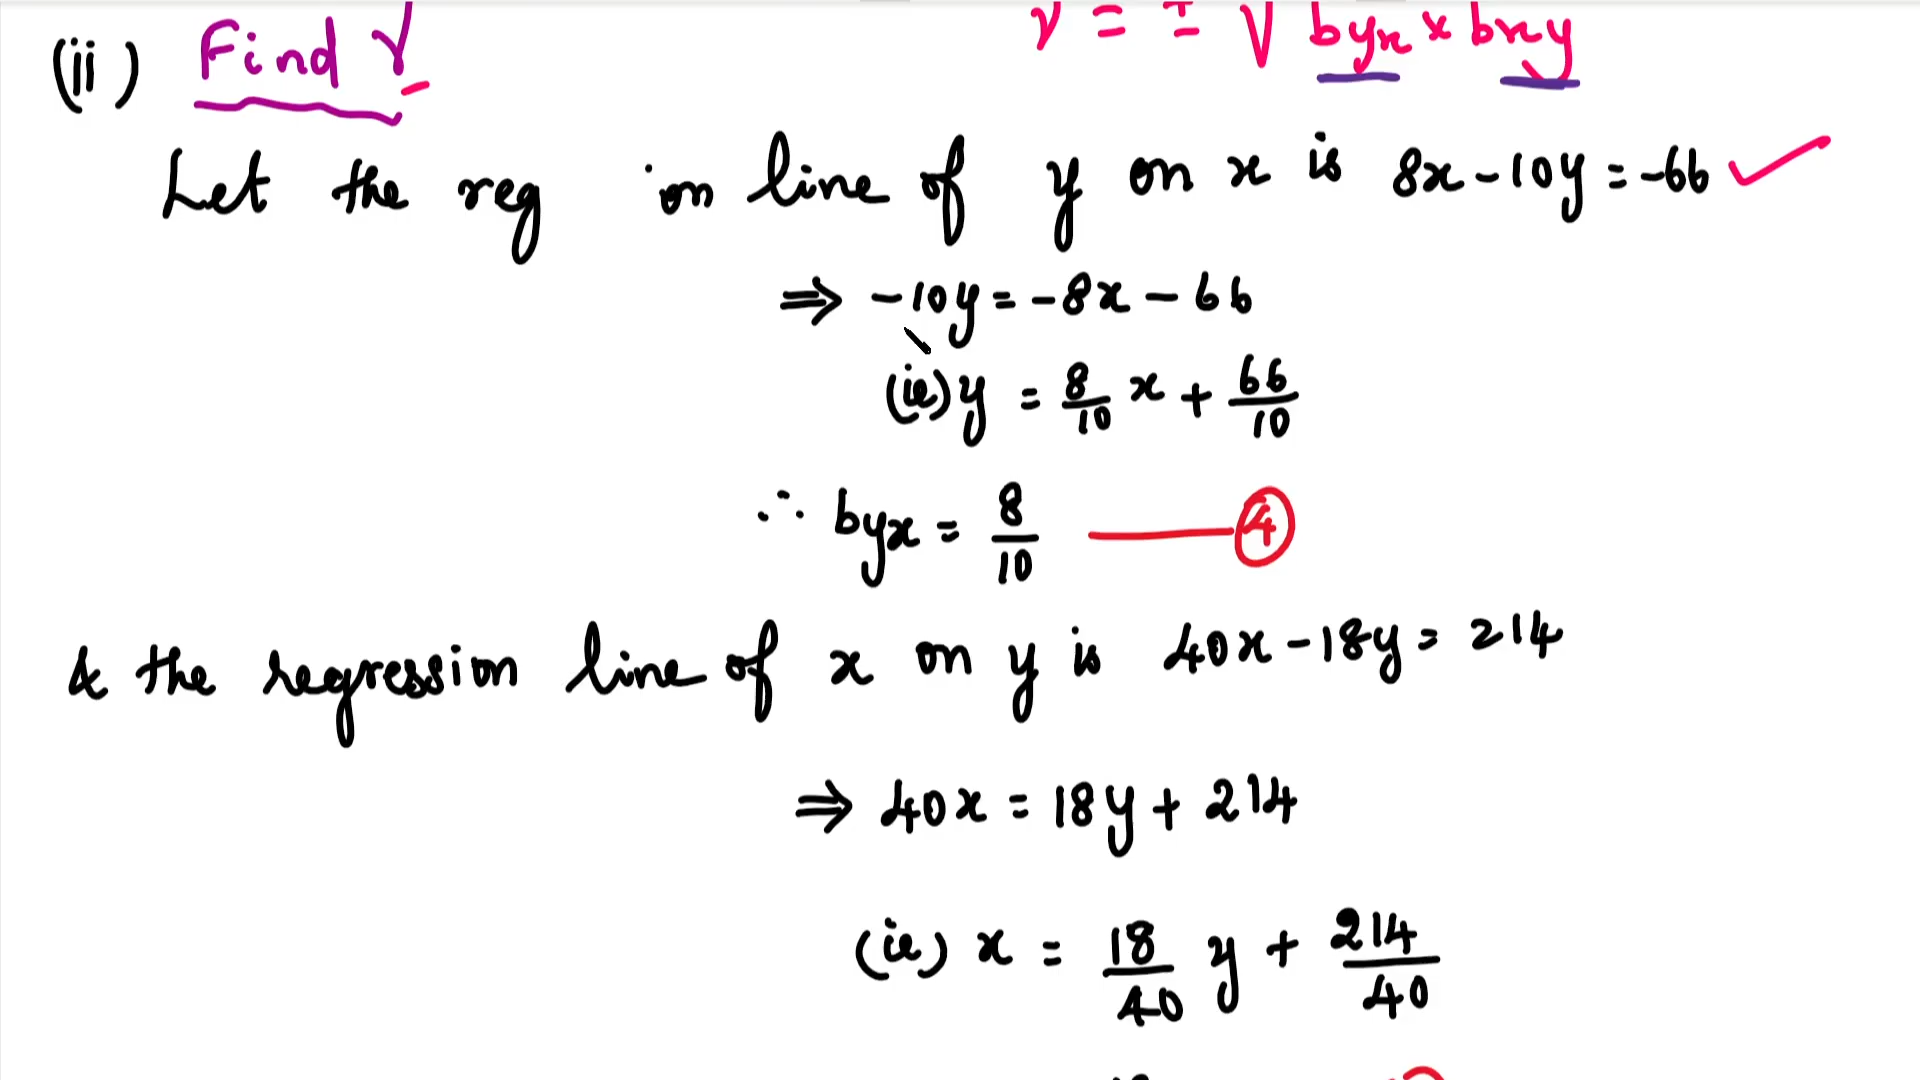 (ii) Find r
r = ± √ byx × bxy
Let the reg on line of y on x is 8x - 10y = -66 ✓
⇒ -10y = -8x - 66
(ie) y = 8/10 x + 66/10
∴ byx = 8/10 —— ④
& the regression line of x on y is 40x - 18y = 214
⇒ 40x = 18y + 214
(ie) x = 18/40 y + 214/40